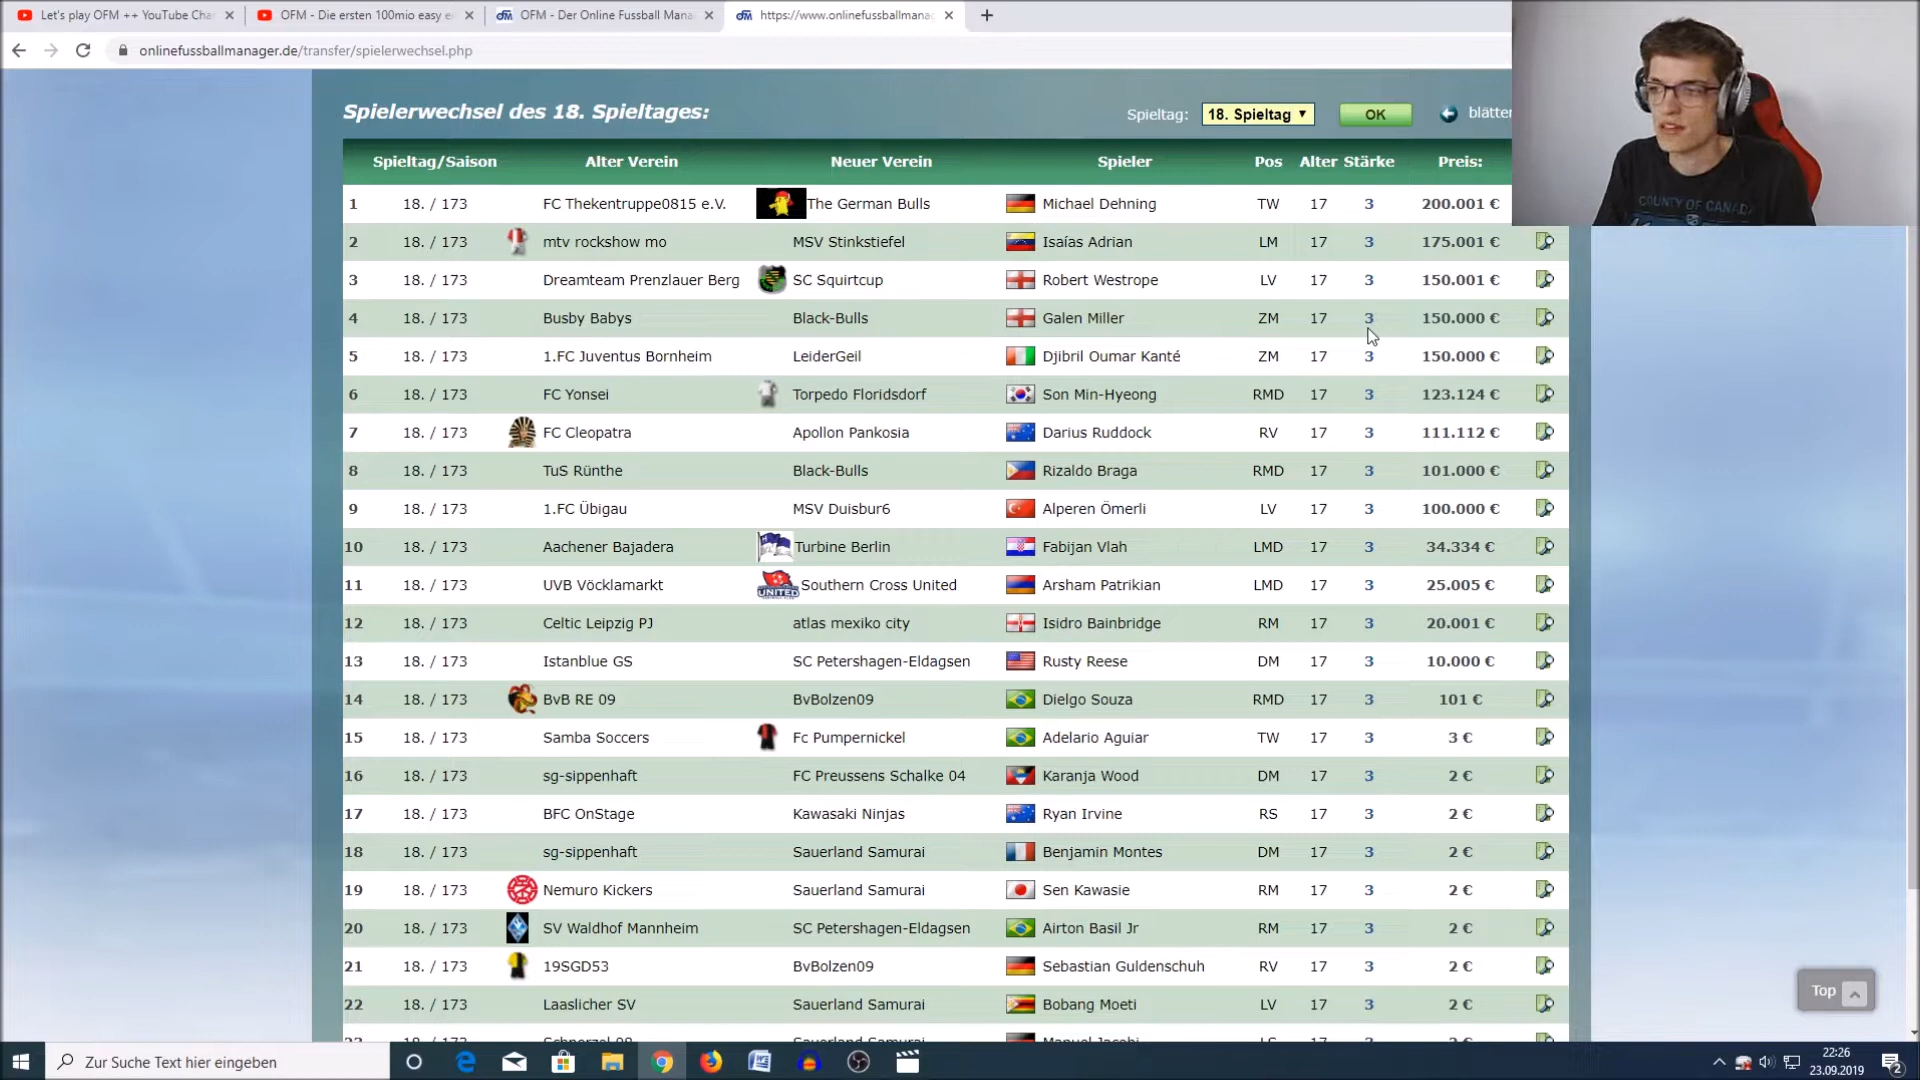 Let's play OFM ++ YouTube Cha
OFM - Die ersten 100mio easy e
OFM - Der Online Fussball Mana
https://www.onlinefussballmana
onlinefussballmanager.de/transfer/spielerwechsel.php
Spielerwechsel des 18. Spieltages:
Spieltag: 18. Spieltag OK blätter
Spieltag/Saison Alter Verein Neuer Verein Spieler Pos Alter Stärke Preis:
1 18. / 173 FC Thekentruppe0815 e.V. The German Bulls Michael Dehning TW 17 3 200.001 €
2 18. / 173 mtv rockshow mo MSV Stinkstiefel Isaías Adrian LM 17 3 175.001 €
3 18. / 173 Dreamteam Prenzlauer Berg SC Squirtcup Robert Westrope LV 17 3 150.001 €
4 18. / 173 Busby Babys Black-Bulls Galen Miller ZM 17 3 150.000 €
5 18. / 173 1.FC Juventus Bornheim LeiderGeil Djibril Oumar Kanté ZM 17 3 150.000 €
6 18. / 173 FC Yonsei Torpedo Floridsdorf Son Min-Hyeong RMD 17 3 123.124 €
7 18. / 173 FC Cleopatra Apollon Pankosia Darius Ruddock RV 17 3 111.112 €
8 18. / 173 TuS Rünthe Black-Bulls Rizaldo Braga RMD 17 3 101.000 €
9 18. / 173 1.FC Übigau MSV Duisbur6 Alperen Ömerli LV 17 3 100.000 €
10 18. / 173 Aachener Bajadera Turbine Berlin Fabijan Vlah LMD 17 3 34.334 €
11 18. / 173 UVB Vöcklamarkt UNITED Southern Cross United Arsham Patrikian LMD 17 3 25.005 €
12 18. / 173 Celtic Leipzig PJ atlas mexiko city Isidro Bainbridge RM 17 3 20.001 €
13 18. / 173 Istanblue GS SC Petershagen-Eldagsen Rusty Reese DM 17 3 10.000 €
14 18. / 173 BvB RE 09 BvBolzen09 Dielgo Souza RMD 17 3 101 €
15 18. / 173 Samba Soccers Fc Pumpernickel Adelario Aguiar TW 17 3 3 €
16 18. / 173 sg-sippenhaft FC Preussens Schalke 04 Karanja Wood DM 17 3 2 €
17 18. / 173 BFC OnStage Kawasaki Ninjas Ryan Irvine RS 17 3 2 €
18 18. / 173 sg-sippenhaft Sauerland Samurai Benjamin Montes DM 17 3 2 €
19 18. / 173 Nemuro Kickers Sauerland Samurai Sen Kawasie RM 17 3 2 €
20 18. / 173 SV Waldhof Mannheim SC Petershagen-Eldagsen Airton Basil Jr RM 17 3 2 €
21 18. / 173 19SGD53 BvBolzen09 Sebastian Guldenschuh RV 17 3 2 €
22 18. / 173 Laaslicher SV Sauerland Samurai Bobang Moeti LV 17 3 2 €
COUNTY OF CANADA
Top
Zur Suche Text hier eingeben
22:26
23.09.2019
2